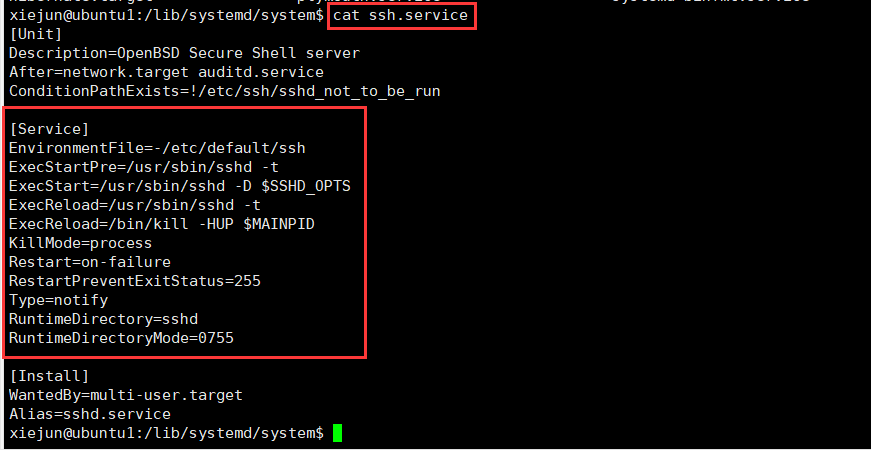 xiejun@ubuntu1:/lib/systemd/system$ cat ssh.service
[Unit]
Description=OpenBSD Secure Shell server
After=network.target auditd.service
ConditionPathExists=!/etc/ssh/sshd_not_to_be_run
[Service]
EnvironmentFile=-/etc/default/ssh
ExecStartPre=/usr/sbin/sshd -t
ExecStart=/usr/sbin/sshd -D $SSHD_OPTS
ExecReload=/usr/sbin/sshd -t
ExecReload=/bin/kill -HUP $MAINPID
KillMode=process
Restart=on-failure
RestartPreventExitStatus=255
Type=notify
RuntimeDirectory=sshd
RuntimeDirectoryMode=0755
[Install]
WantedBy=multi-user.target
Alias=sshd.service
xiejun@ubuntu1:/lib/systemd/system$